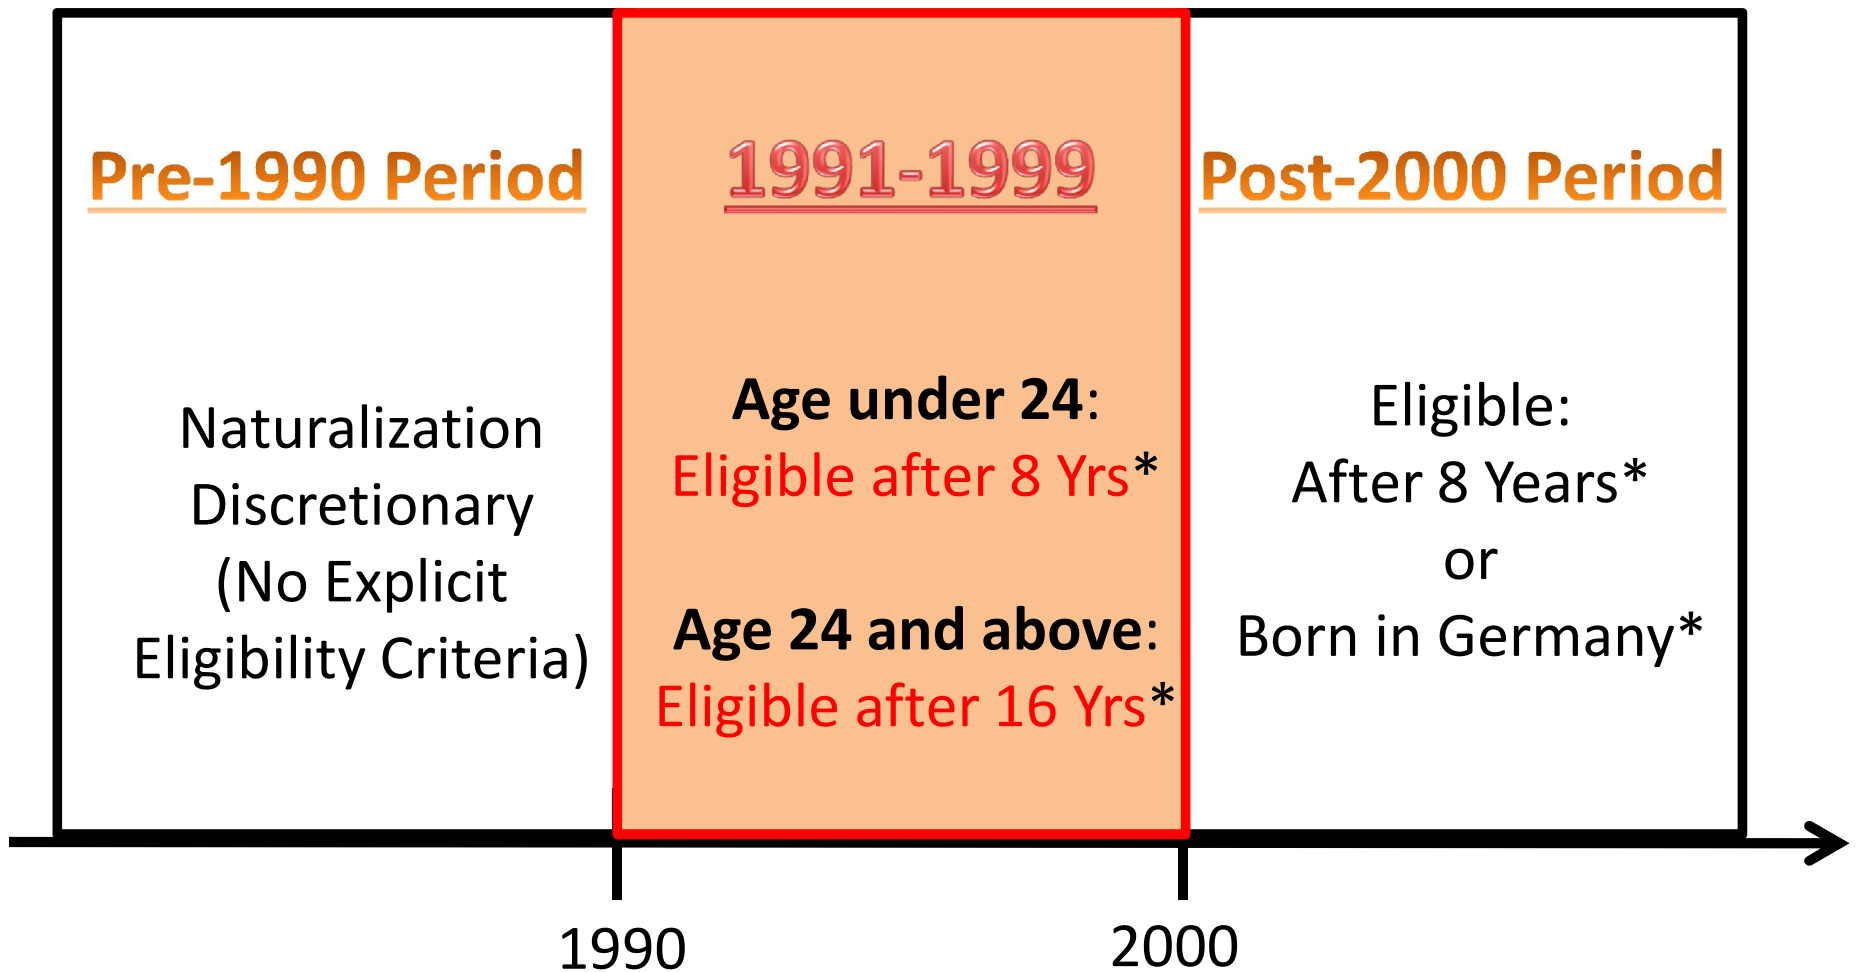 Pre-1990 Period
Naturalization
Discretionary
(No Explicit
Eligibility Criteria)
1991-1999
Age under 24:
Eligible after 8 Yrs*
Age 24 and above:
Eligible after 16 Yrs*
Post-2000 Period
Eligible:
After 8 Years*
or
Born in Germany*
1990
2000